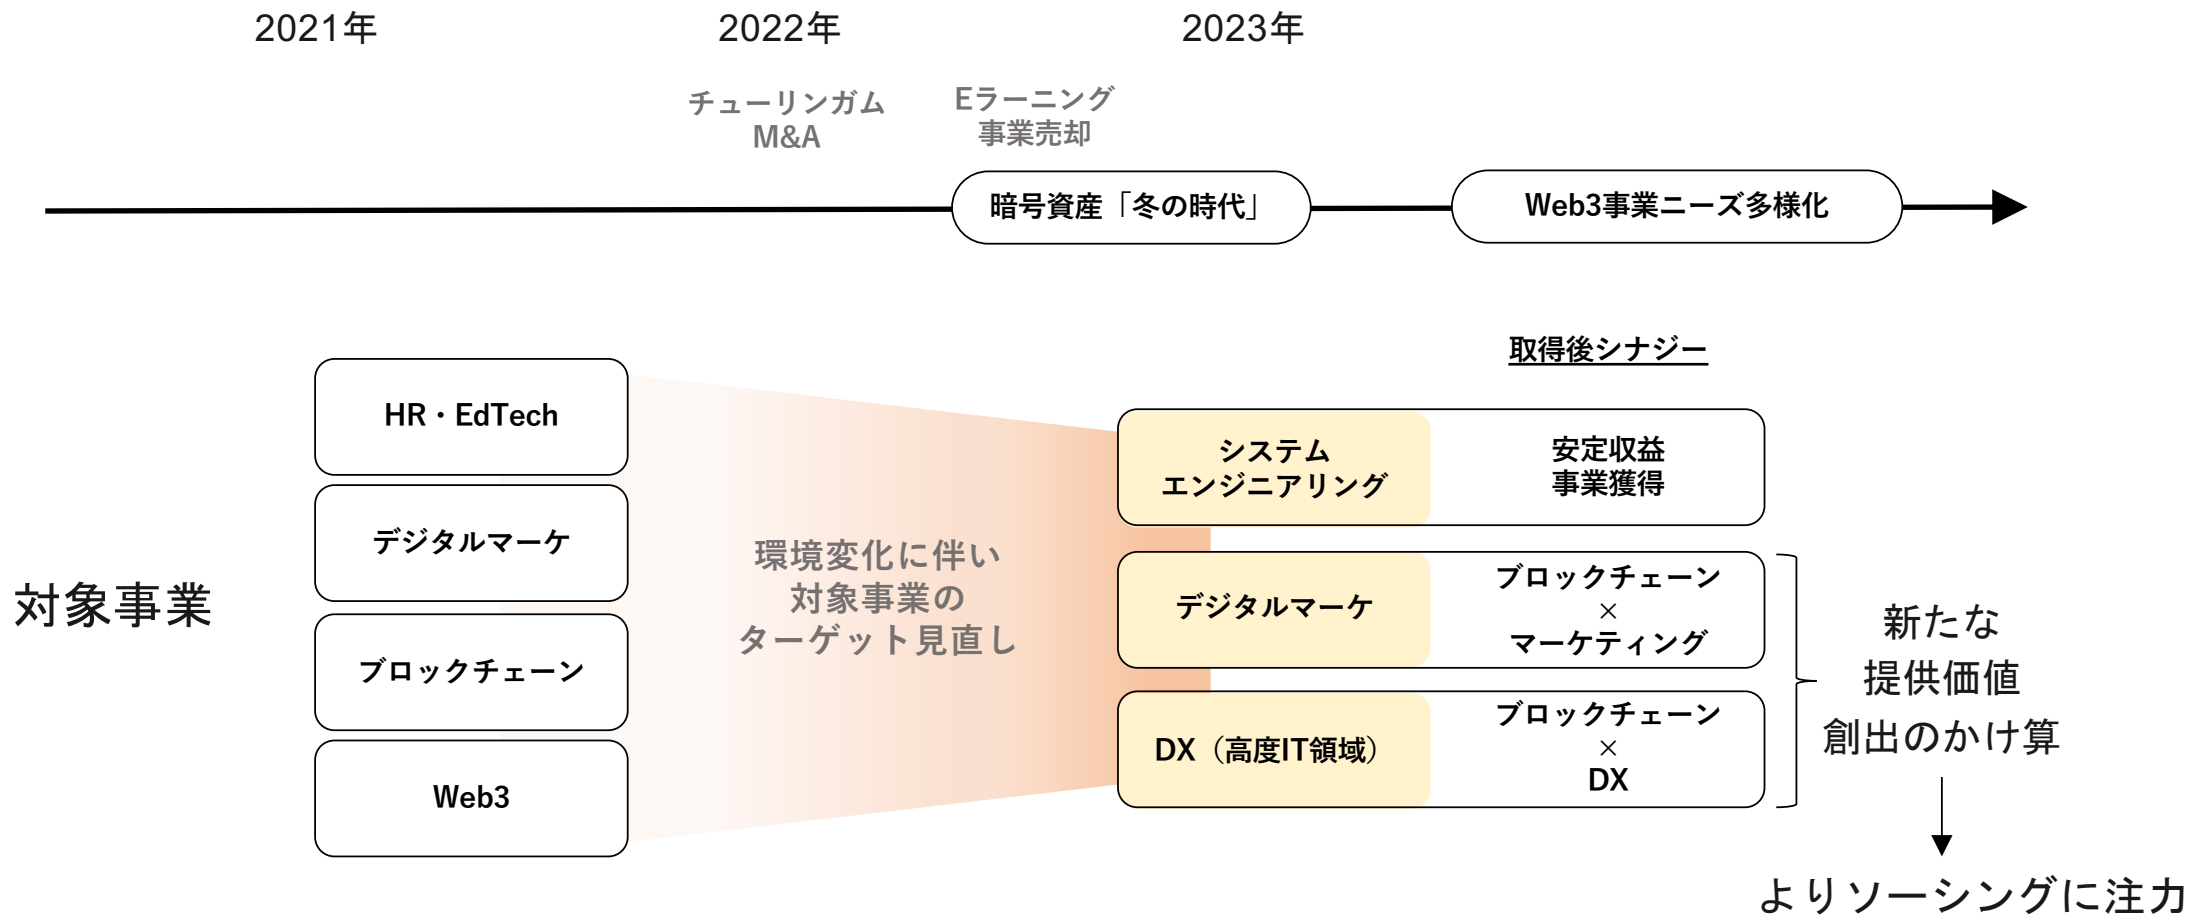 2021年
2022年
2023年
チューリンガム
M&A
Eラーニング
事業売却
暗号資産「冬の時代」
Web3事業ニーズ多様化
取得後シナジー
対象事業
HR・EdTech
デジタルマーケ
ブロックチェーン
Web3
環境変化に伴い
対象事業の
ターゲット見直し
システム
エンジニアリング
安定収益
事業獲得
デジタルマーケ
ブロックチェーン
×
マーケティング
DX（高度IT領域）
ブロックチェーン
×
DX
新たな
提供価値
創出のかけ算
よりソーシングに注力